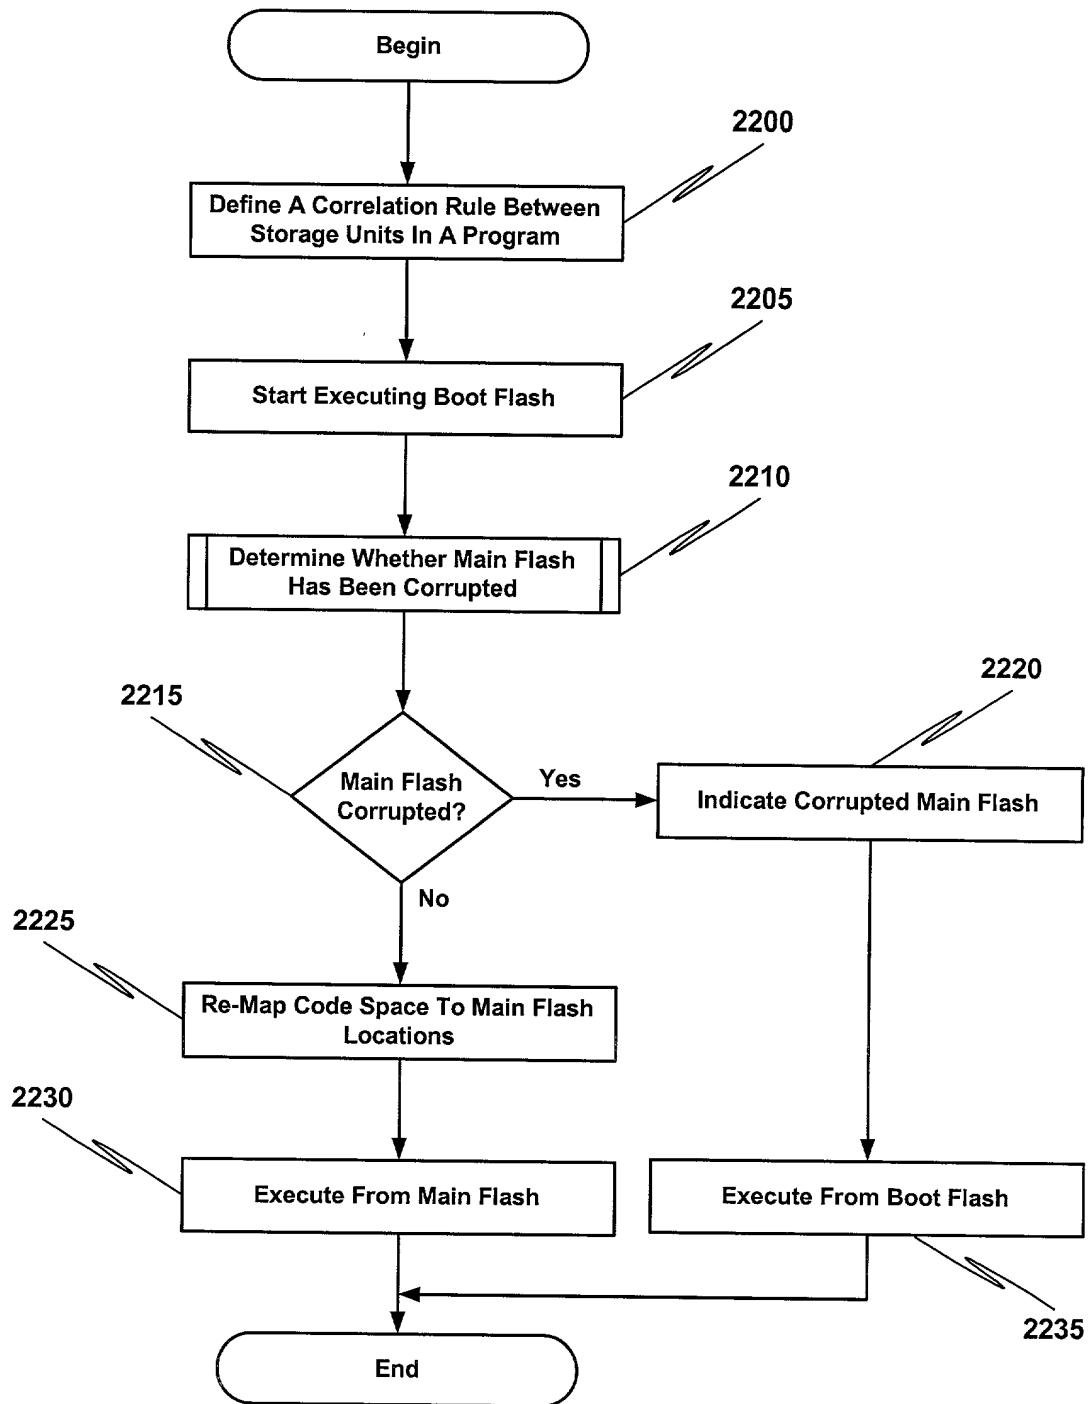 Begin
2200
Define A Correlation Rule Between
Storage Units In A Program
2205
Start Executing Boot Flash
2210
Determine Whether Main Flash
Has Been Corrupted
2215
Main Flash
Corrupted?
Yes
2220
Indicate Corrupted Main Flash
No
2225
Re-Map Code Space To Main Flash
Locations
2230
Execute From Main Flash
Execute From Boot Flash
2235
End